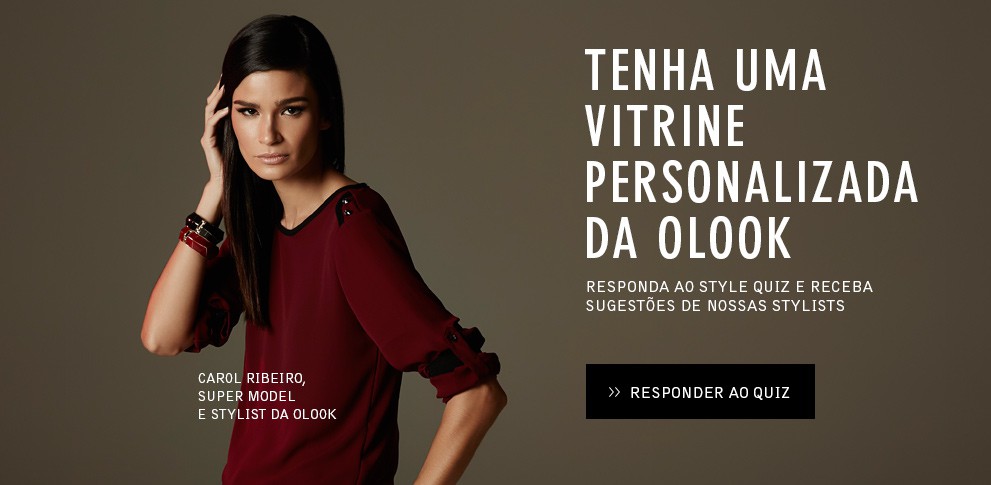 TENHA UMA
VITRINE
PERSONALIZADA
DA OLOOK
RESPONDA AO STYLE QUIZ E RECEBA
SUGESTÕES DE NOSSAS STYLISTS
>> RESPONDER AO QUIZ
CAROL RIBEIRO,
SUPER MODEL
E STYLIST DA OLOOK